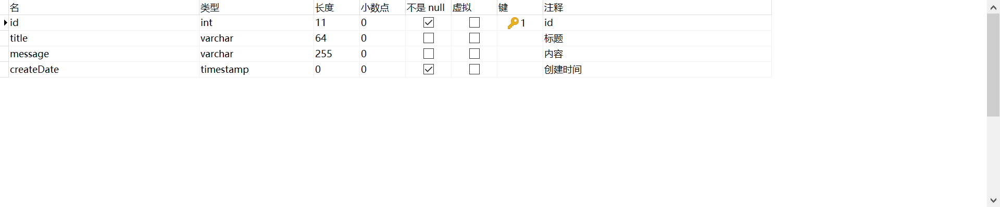 名 类型 长度 小数点 不是 null 虚拟 键 注释
id int 11 0 1 id
title varchar 64 0 标题
message varchar 255 0 内容
createDate timestamp 0 0 创建时间